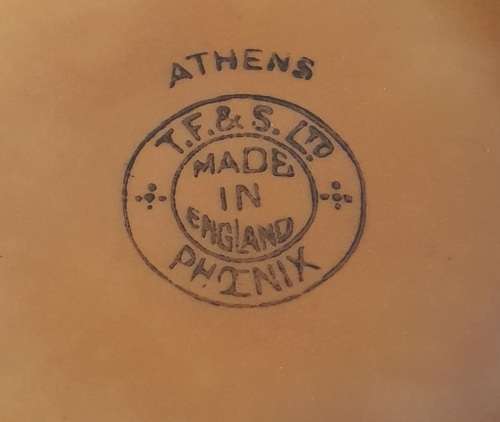 ATHENS
T.F.& S. LTD
MADE
IN
ENGLAND
PHŒNIX